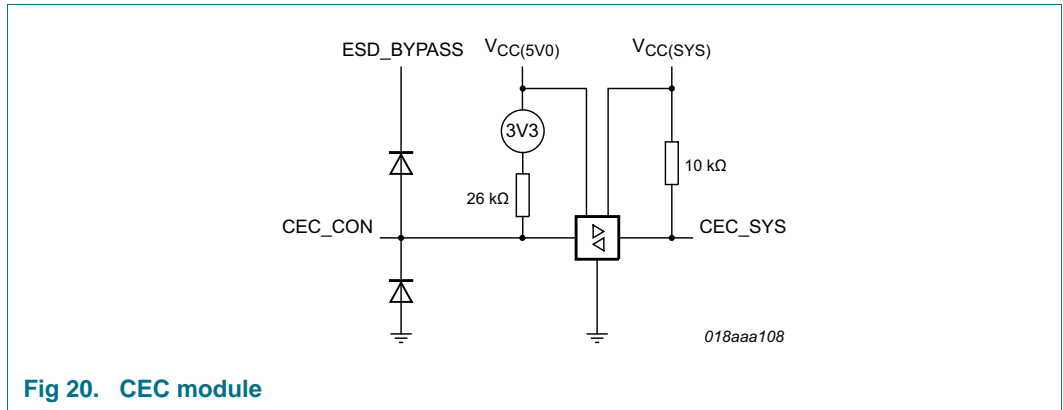 ESD_BYPASS
VCC(5V0)
VCC(SYS)
3V3
10 kΩ
26 kΩ
CEC_CON
CEC_SYS
018aaa108
Fig 20. CEC module